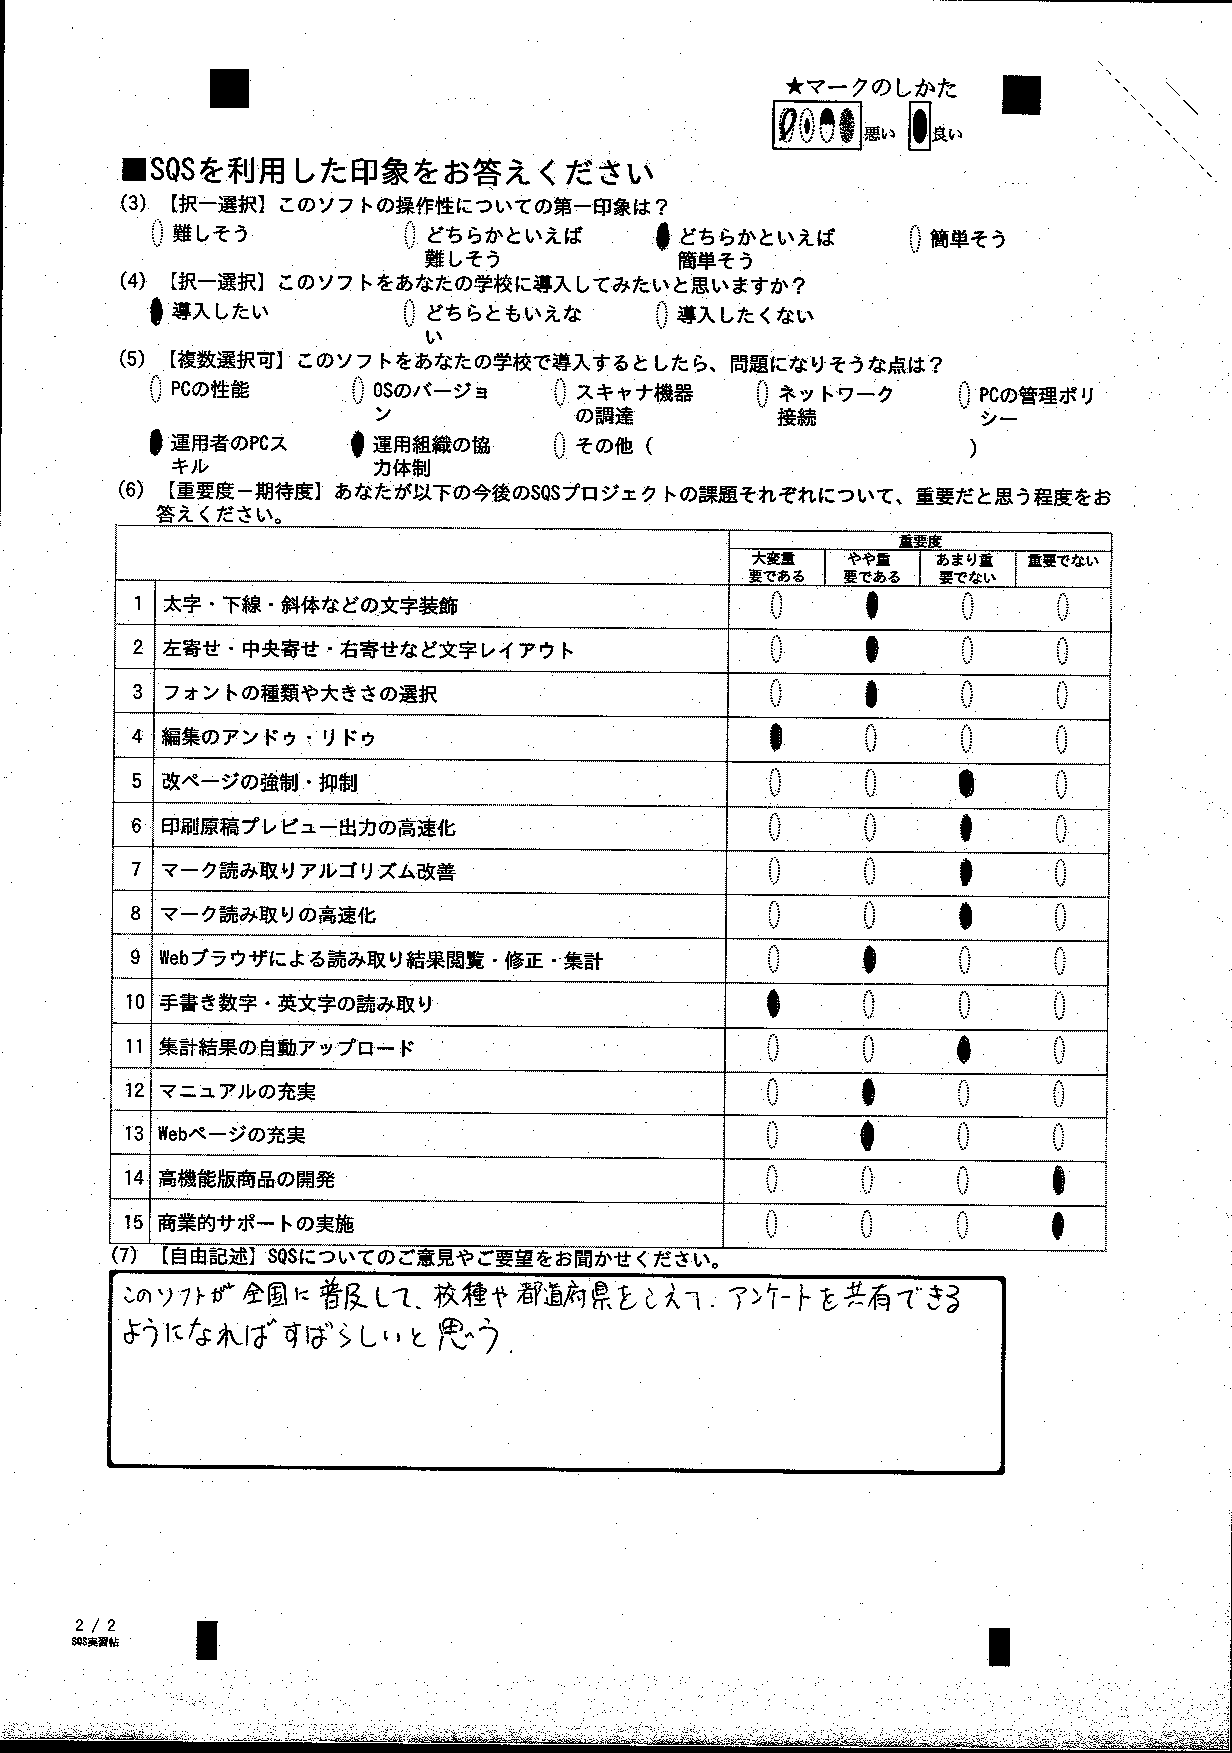 ★マークのしかた
悪い 良い
■SQSを利用した印象をお答えください
(3) 【択一選択】このソフトの操作性についての第一印象は？
難しそう どちらかといえば どちらかといえば 簡単そう
難しそう 簡単そう
(4) 【択一選択】このソフトをあなたの学校に導入してみたいと思いますか？
導入したい どちらともいえな 導入したくない
い
(5) 【複数選択可】このソフトをあなたの学校で導入するとしたら、問題になりそうな点は？
PCの性能 OSのバージョ スキャナ機器 ネットワーク PCの管理ポリ
ン の調達 接続 シー
運用者のPCス 運用組織の協 その他（ ）
キル 力体制
(6) 【重要度－期待度】あなたが以下の今後のSQSプロジェクトの課題それぞれについて、重要だと思う程度をお
答えください。
重要度
大変重 やや重 あまり重 重要でない
要である 要である 要でない
1 太字・下線・斜体などの文字装飾
2 左寄せ・中央寄せ・右寄せなど文字レイアウト
3 フォントの種類や大きさの選択
4 編集のアンドゥ・リドゥ
5 改ページの強制・抑制
6 印刷原稿プレビュー出力の高速化
7 マーク読み取りアルゴリズム改善
8 マーク読み取りの高速化
9 Webブラウザによる読み取り結果閲覧・修正・集計
10 手書き数字・英文字の読み取り
11 集計結果の自動アップロード
12 マニュアルの充実
13 Webページの充実
14 高機能版商品の開発
15 商業的サポートの実施
(7) 【自由記述】SQSについてのご意見やご要望をお聞かせください。
このソフトが全国に普及して、校種や都道府県をこえて、アンケートを共有できる
ようになればすばらしいと思う.
2 / 2
SQS実習帖